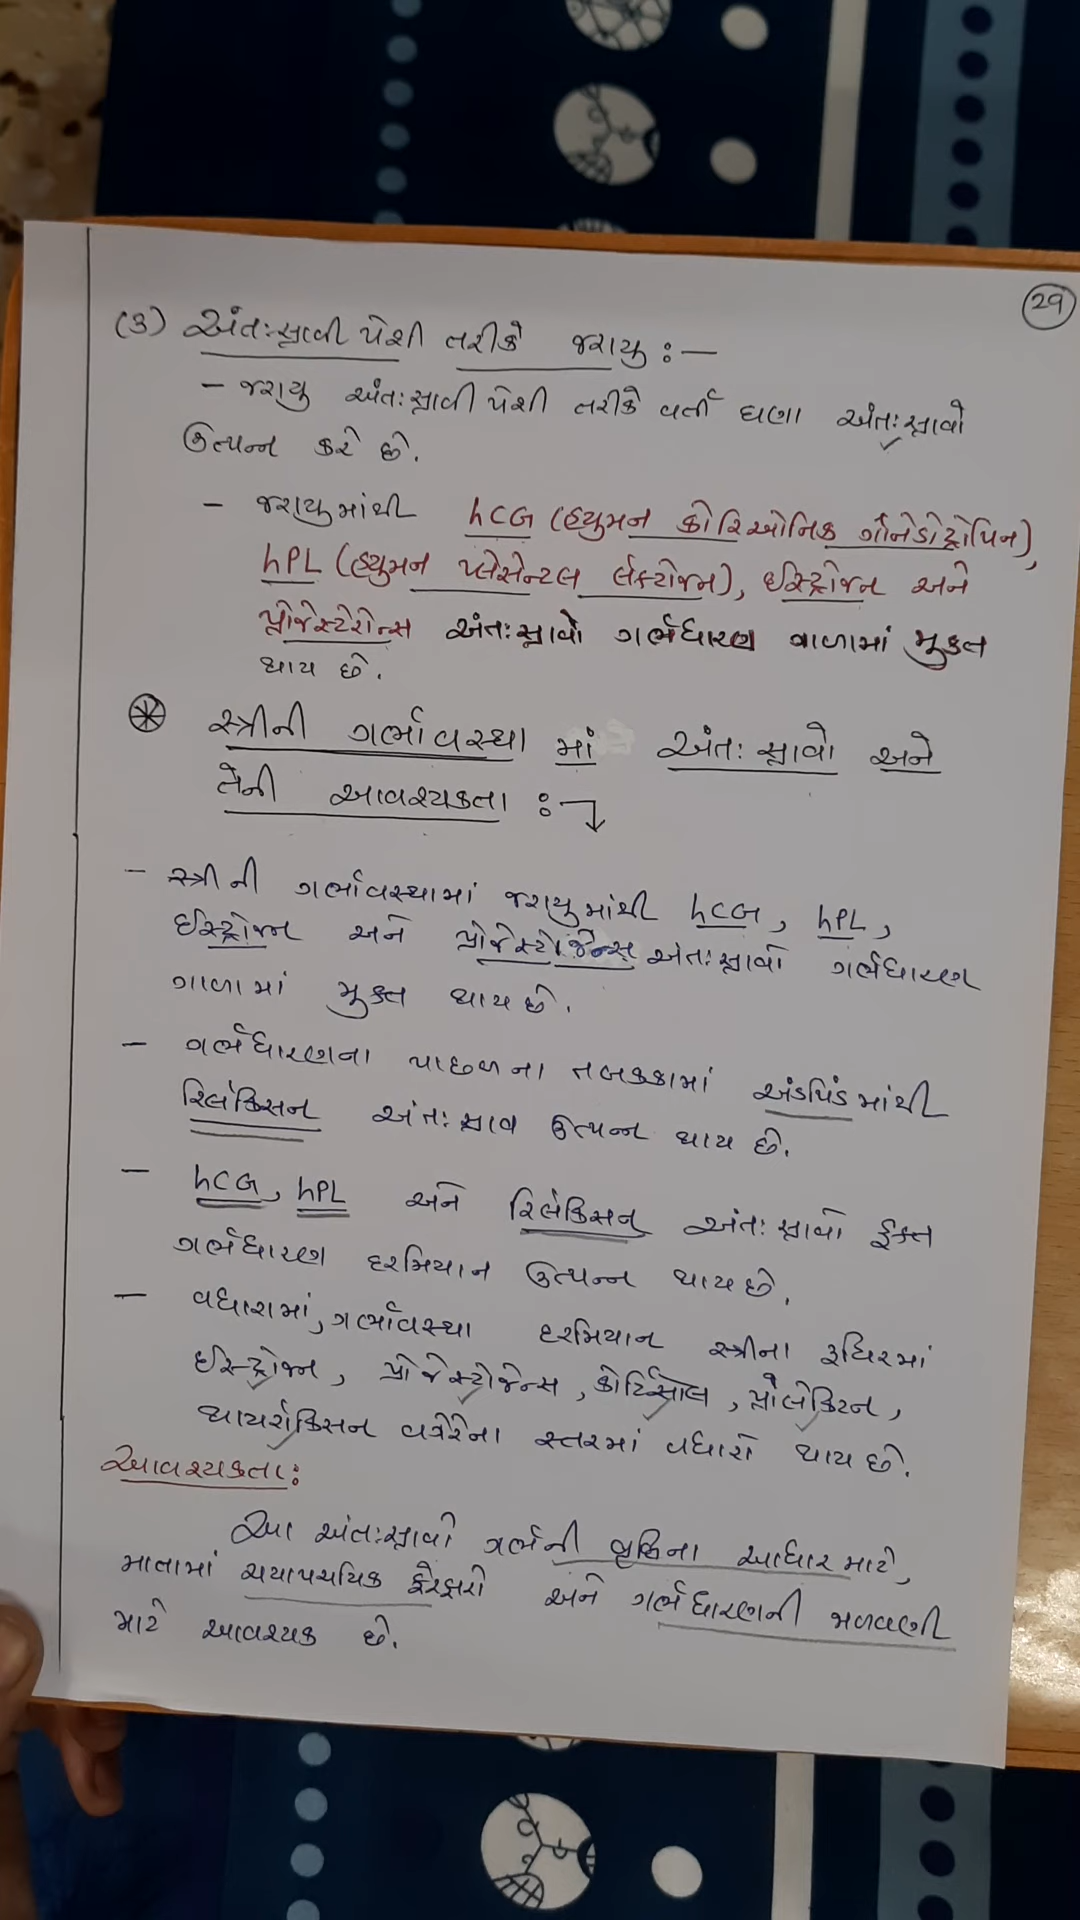 29
(૩) અંતઃસ્રાવી પેશી તરીકે જરાયુ :—
– જરાયુ અંતઃસ્રાવી પેશી તરીકે વર્તી ઘણા અંતઃસ્રાવો
ઉત્પન્ન કરે છે.
– જરાયુમાંથી hCG (હ્યુમન કોરિઓનિક ગોનેડોટ્રોપિન),
hPL (હ્યુમન પ્લેસેન્ટલ લેક્ટોજન), ઈસ્ટ્રોજન અને
પ્રોજેસ્ટેરોન્સ અંતઃસ્રાવો ગર્ભધારણ ગાળામાં મુક્ત
થાય છે.
સ્ત્રીની ગર્ભાવસ્થા માં અંતઃસ્રાવો અને
તેની આવશ્યકતા :
– સ્ત્રીની ગર્ભાવસ્થામાં જરાયુમાંથી hCG, hPL,
ઈસ્ટ્રોજન અને પ્રોજેસ્ટોજેન્સ અંતઃસ્રાવો ગર્ભધારણ
ગાળામાં મુક્ત થાય છે.
– ગર્ભધારણના પાછળના તબક્કામાં અંડપિંડમાંથી
રિલેક્સિન અંતઃસ્રાવ ઉત્પન્ન થાય છે.
– hCG, hPL અને રિલેક્સિન અંતઃસ્રાવો ફક્ત
ગર્ભધારણ દરમિયાન ઉત્પન્ન થાય છે.
– વધારામાં, ગર્ભાવસ્થા દરમિયાન સ્ત્રીના રુધિરમાં
ઈસ્ટ્રોજન, પ્રોજેસ્ટોજેન્સ, કોર્ટિસોલ, પ્રોલેક્ટિન,
થાયરોક્સિન વગેરેના સ્તરમાં વધારો થાય છે.
આવશ્યકતા:
આ અંતઃસ્રાવો ગર્ભની વૃદ્ધિના આધાર માટે,
માતામાં ચયાપચયિક ફેરફારો અને ગર્ભધારણની જાળવણી
માટે આવશ્યક છે.